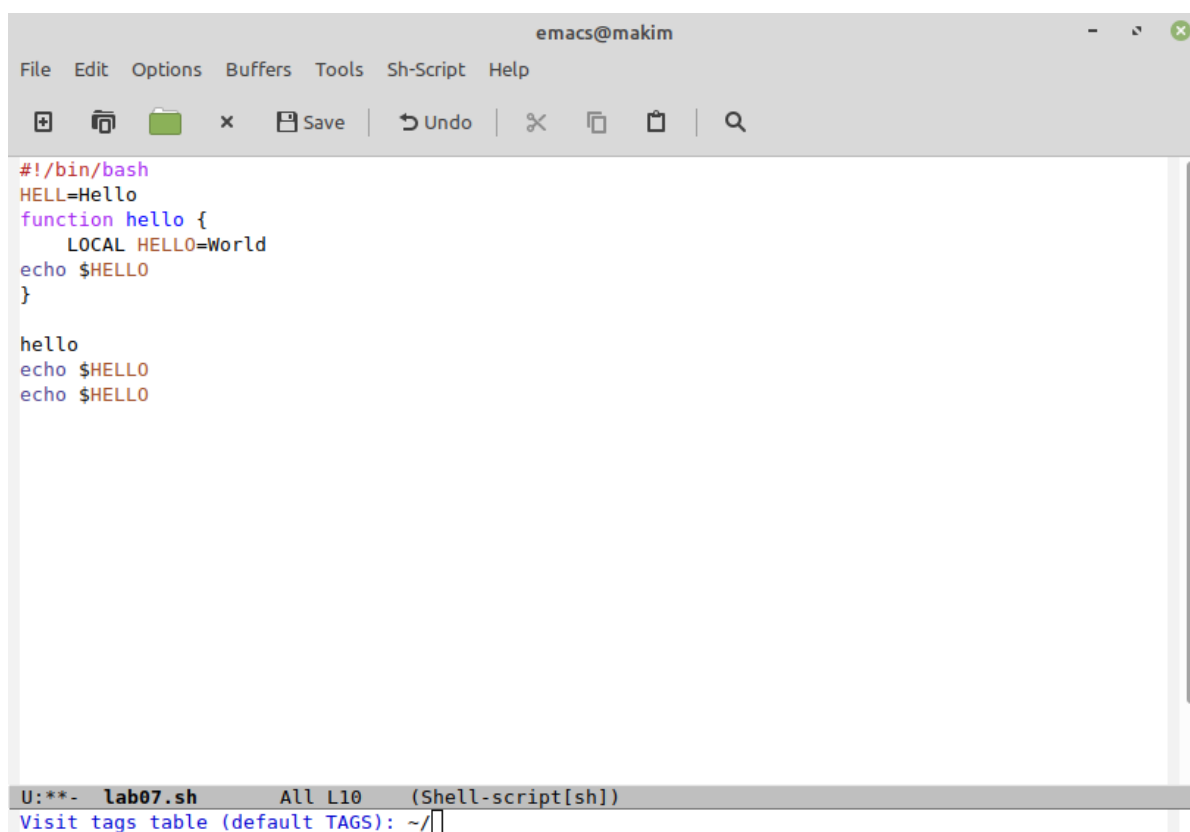 emacs@makim
File Edit Options Buffers Tools Sh-Script Help
Save Undo
#!/bin/bash
HELL=Hello
function hello {
    LOCAL HELLO=World
echo $HELLO
}

hello
echo $HELLO
echo $HELLO
U:**-  lab07.sh       All L10    (Shell-script[sh])
Visit tags table (default TAGS): ~/